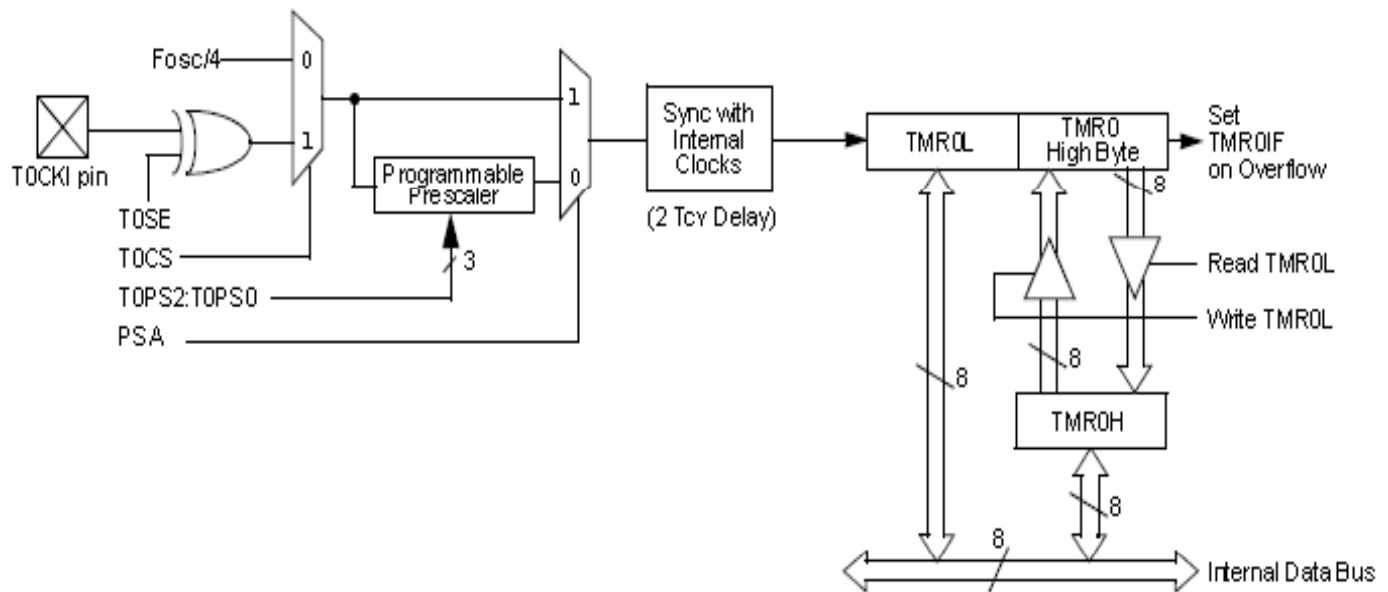 Fosc/4
0
1
T0CKI pin
T0SE
T0CS
T0PS2:T0PS0
PSA
Programmable
Prescaler
3
1
0
Sync with
Internal
Clocks
(2 Tcy Delay)
TMR0L
TMR0
High Byte
Set
TMR0IF
on Overflow
8
Read TMR0L
Write TMR0L
8
8
TMR0H
8
8
Internal Data Bus